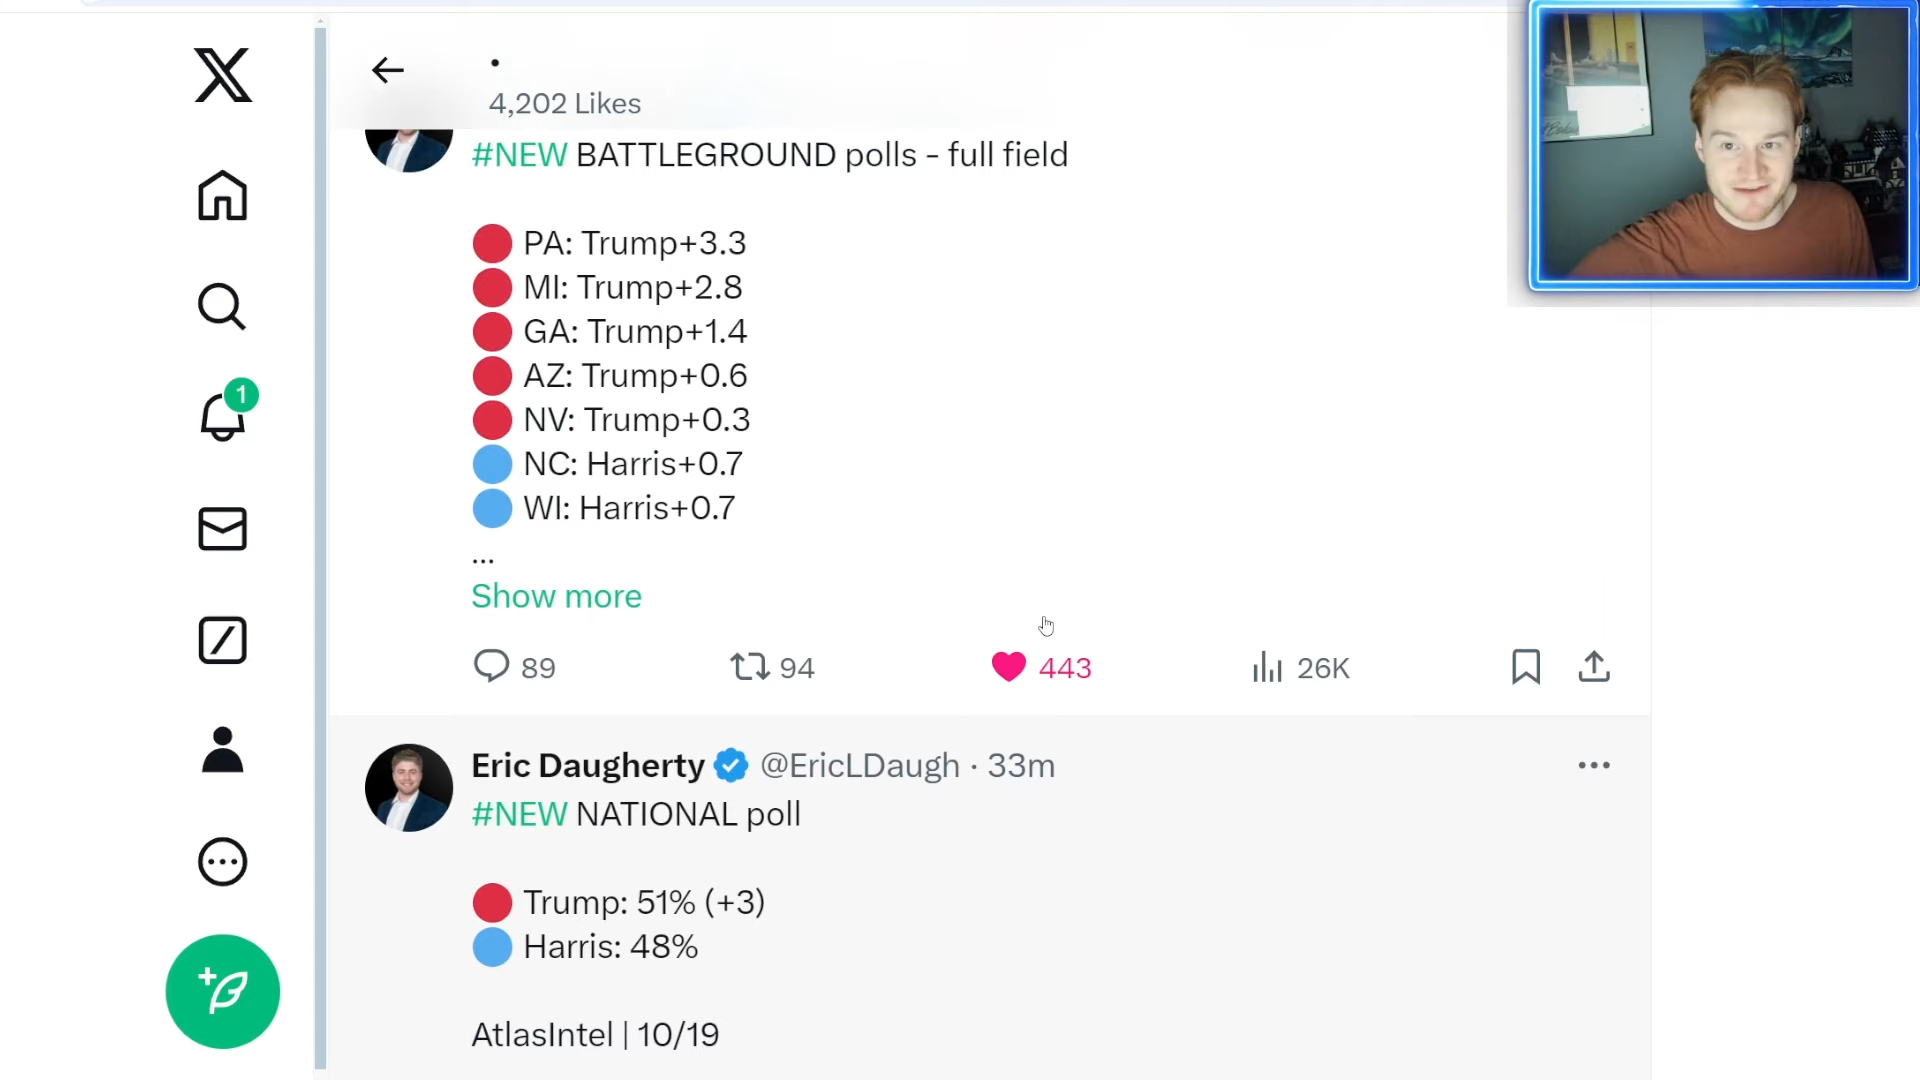 4,202 Likes
#NEW BATTLEGROUND polls - full field
PA: Trump+3.3
MI: Trump+2.8
GA: Trump+1.4
AZ: Trump+0.6
NV: Trump+0.3
NC: Harris+0.7
WI: Harris+0.7
...
Show more
89 94 443 26K
1
Eric Daugherty @EricLDaugh · 33m
#NEW NATIONAL poll
Trump: 51% (+3)
Harris: 48%
AtlasIntel | 10/19